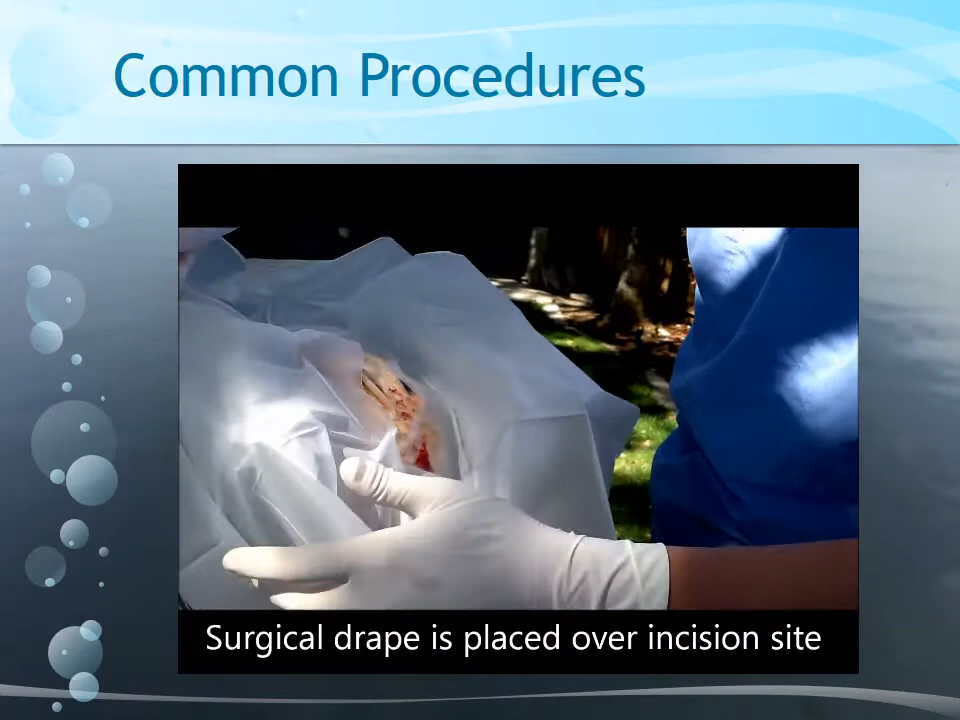 Common Procedures
Surgical drape is placed over incision site